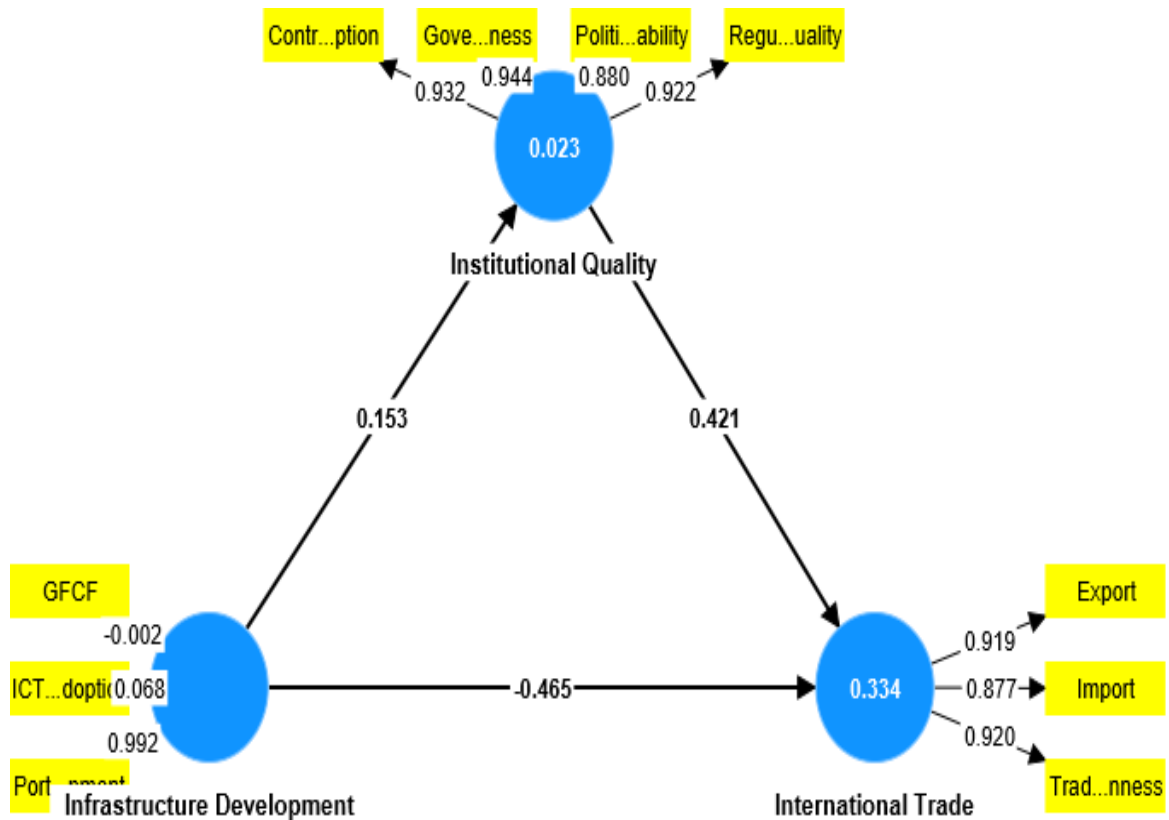 Contr...ption Gove...ness Politi...ability Regu...uality
0.932 0.944 0.880 0.922
0.023
Institutional Quality
0.153 0.421
GFCF
-0.002
ICT...doptic 0.068
0.992
Port...nment
Infrastructure Development
-0.465
0.334
International Trade
Export
0.919
0.877 Import
0.920
Trad...nness